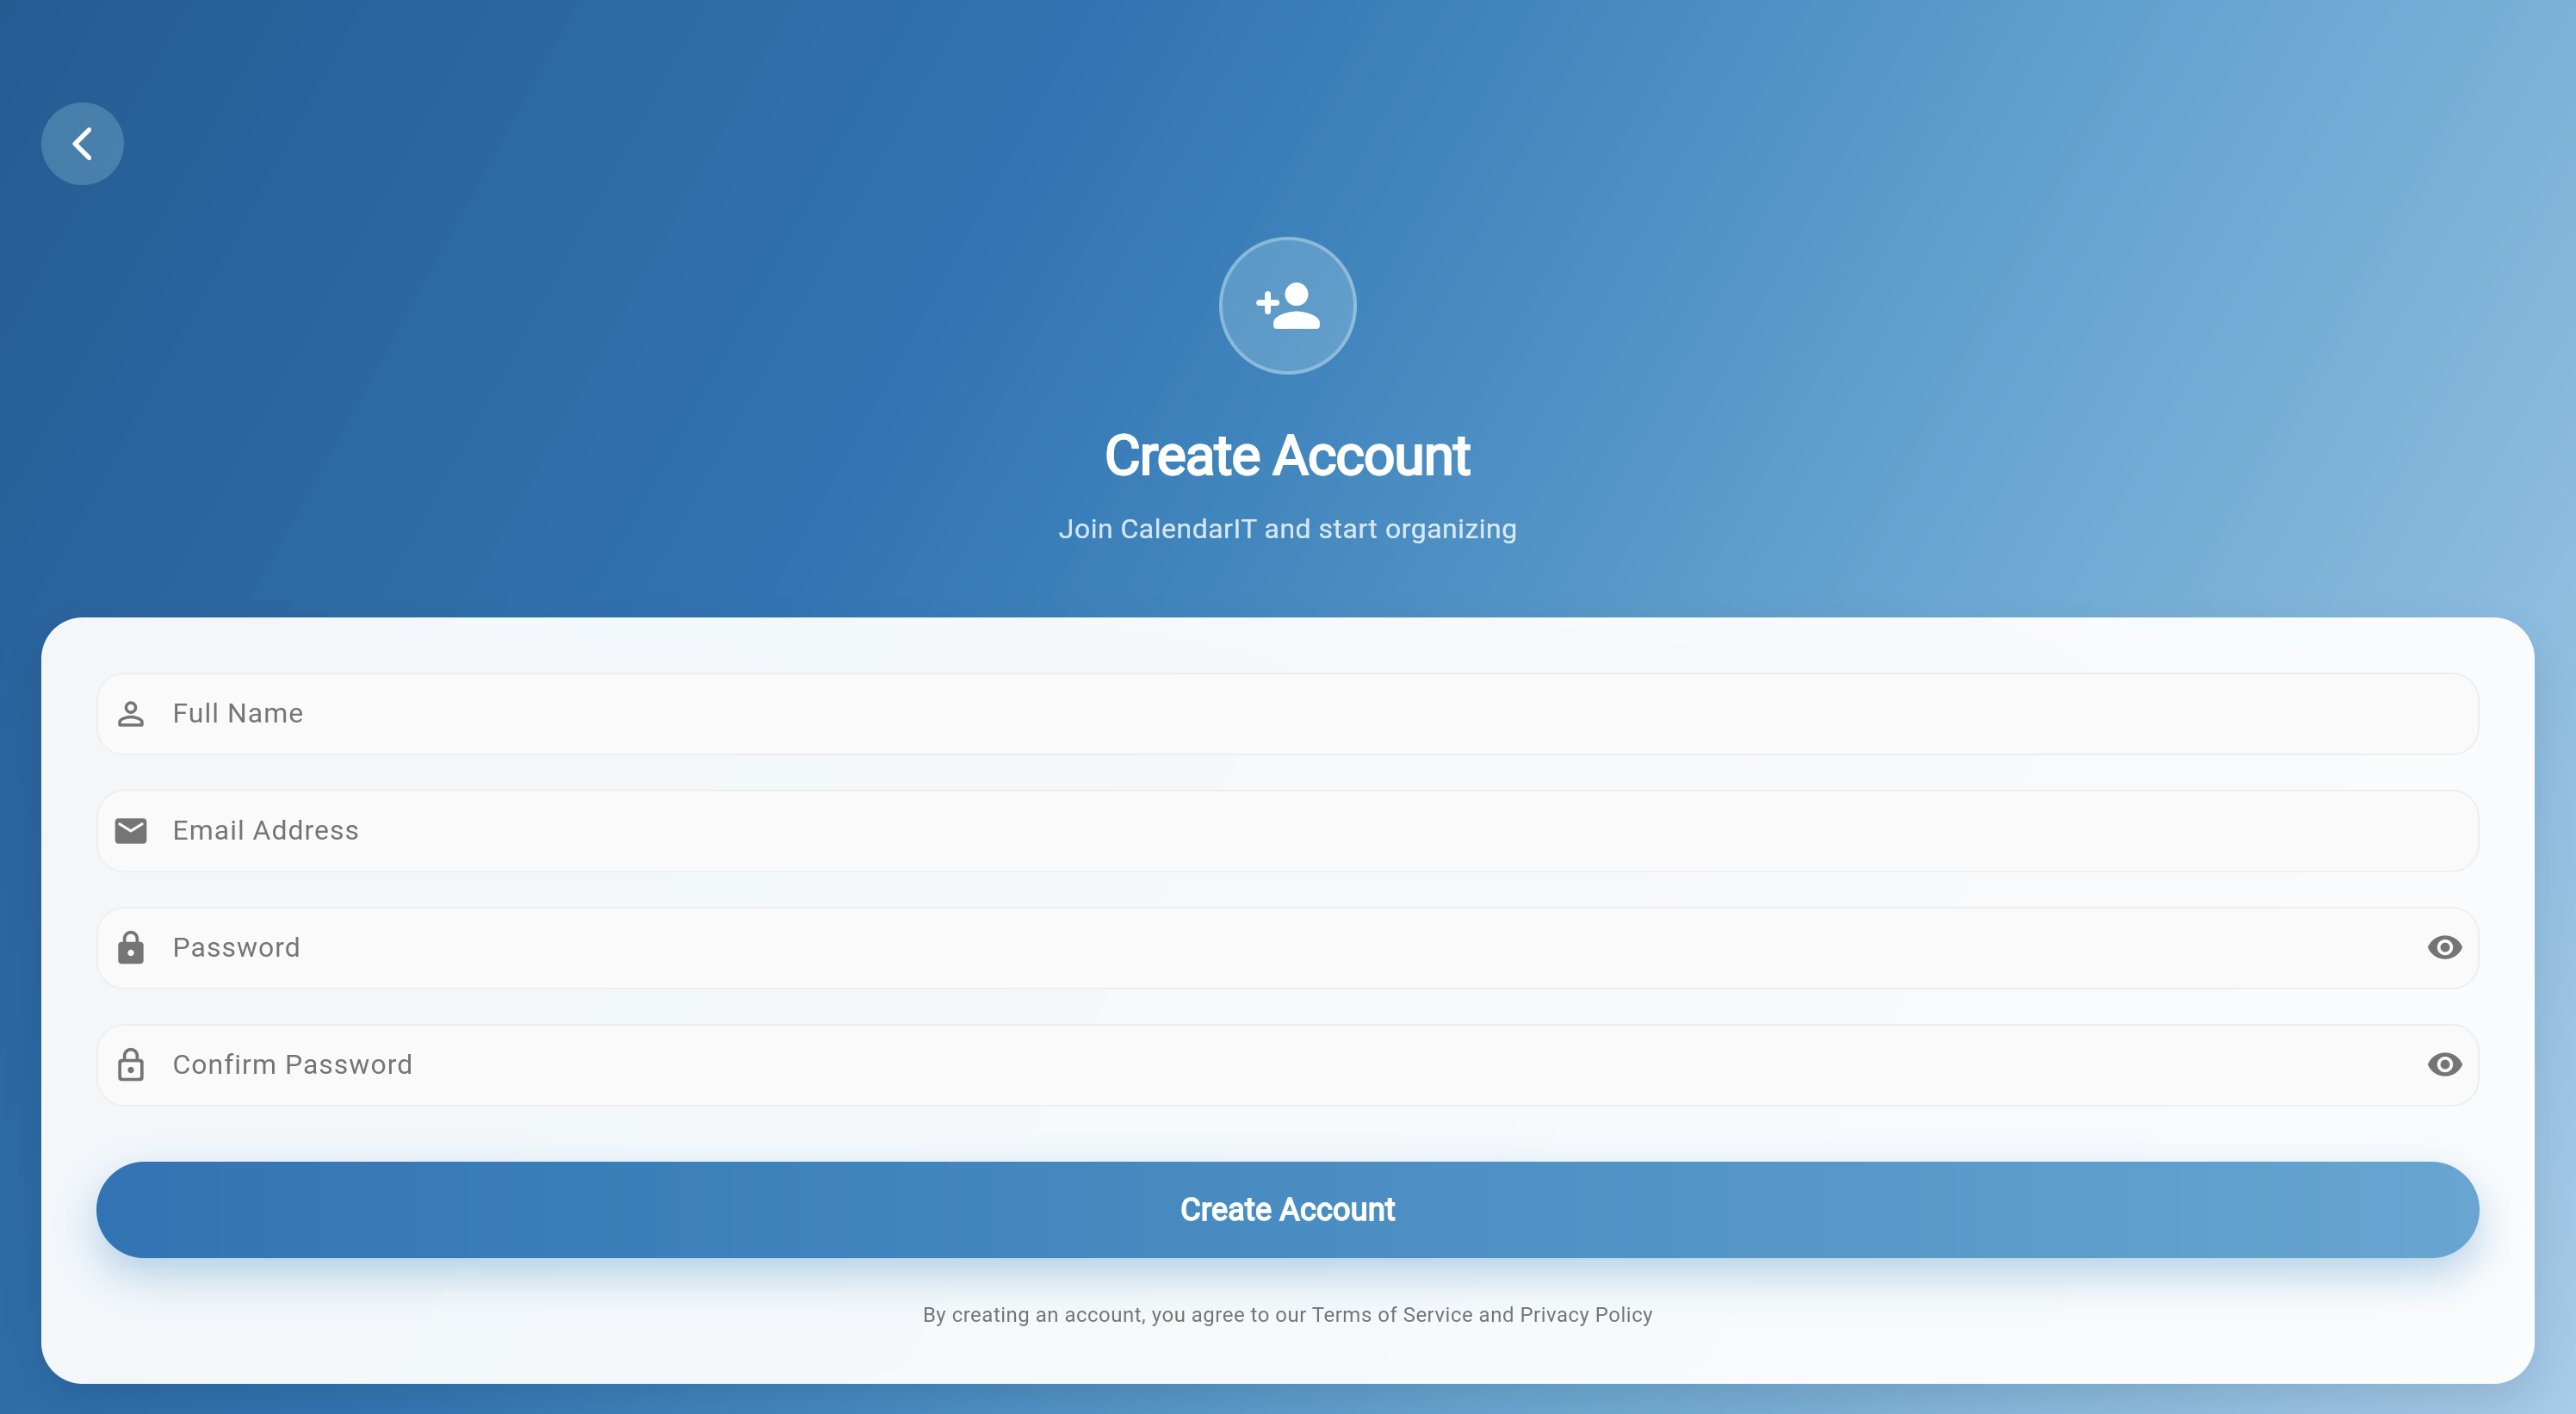 Create Account
Join CalendarIT and start organizing
Full Name
Email Address
Password
Confirm Password
Create Account
By creating an account, you agree to our Terms of Service and Privacy Policy